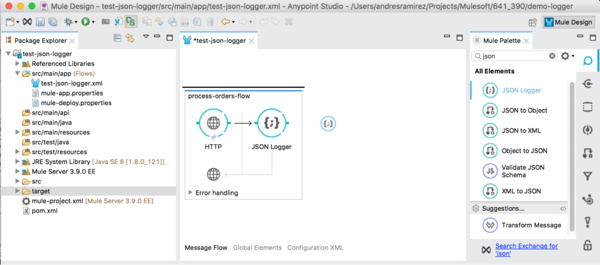 Mule Design - test-json-logger/src/main/app/test-json-logger.xml - Anypoint Studio - /Users/andresramirez/Projects/Mulesoft/641_390/demo-logger
Mule Design
Package Explorer
test-json-logger
Referenced Libraries
src/main/app (Flows)
test-json-logger.xml
mule-app.properties
mule-deploy.properties
src/main/api
src/main/java
src/main/resources
src/test/java
src/test/resources
JRE System Library [Java SE 8 [1.8.0_121]]
Mule Server 3.9.0 EE
src
target
mule-project.xml [Mule Server 3.9.0 EE]
pom.xml
*test-json-logger
process-orders-flow
HTTP
JSON Logger
Error handling
Message Flow Global Elements Configuration XML
Mule Palette
json
All Elements
JSON Logger
JSON to Object
JSON to XML
Object to JSON
Validate JSON
Schema
XML to JSON
Suggestions...
Transform Message
Search Exchange for
'json'